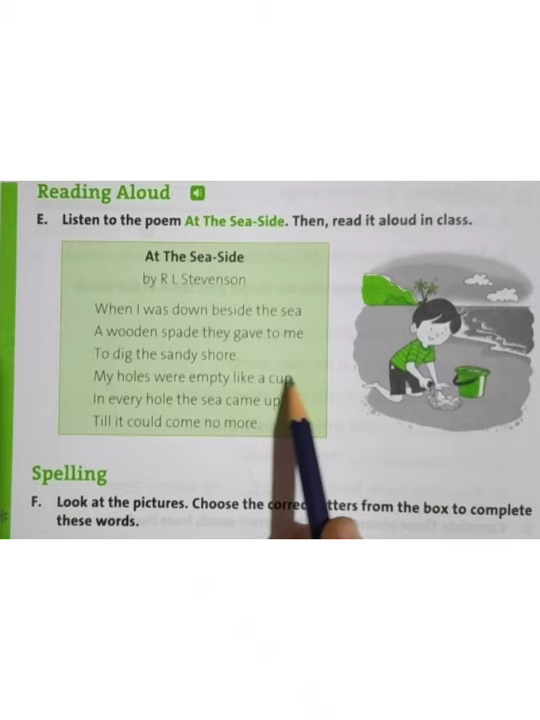 Reading Aloud
E. Listen to the poem At The Sea-Side. Then, read it aloud in class.
At The Sea-Side
by R L Stevenson
When I was down beside the sea
A wooden spade they gave to me
To dig the sandy shore.
My holes were empty like a cup
In every hole the sea came up
Till it could come no more.
Spelling
F. Look at the pictures. Choose the from the box to complete
these words.